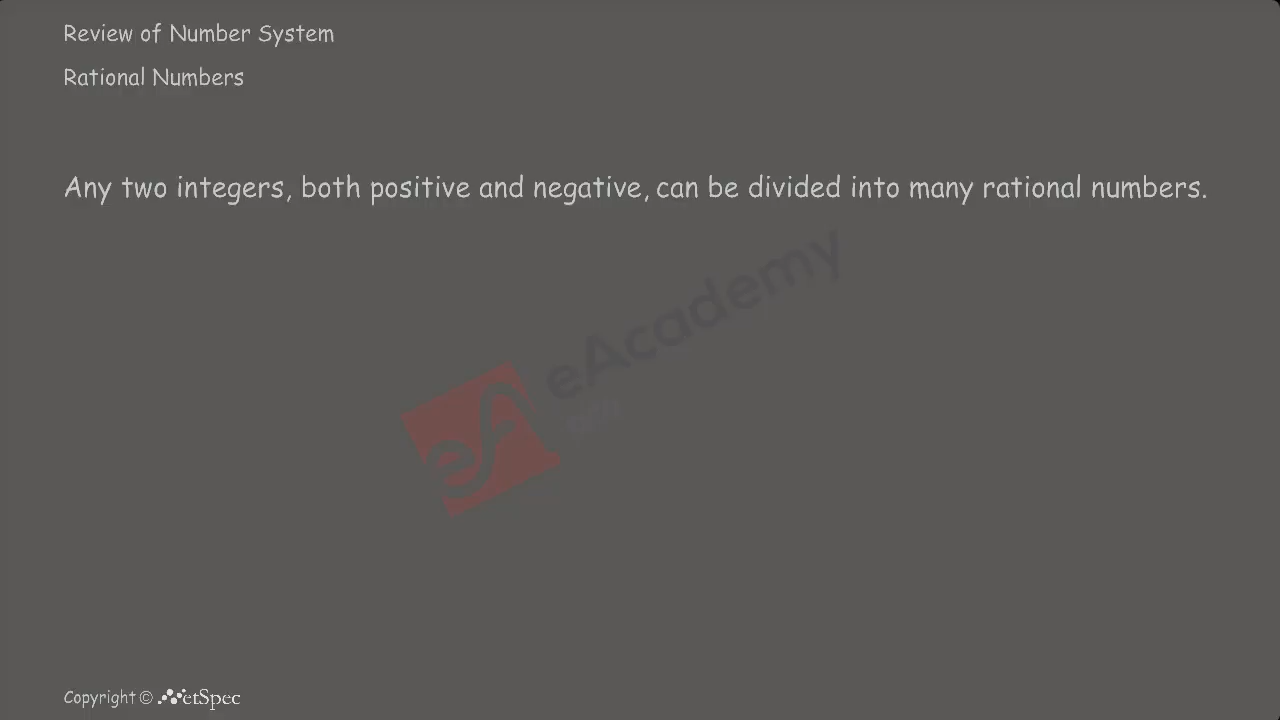 Review of Number System
Rational Numbers
Any two integers, both positive and negative, can be divided into many rational numbers.
eAcademy
Copyright © etSpec